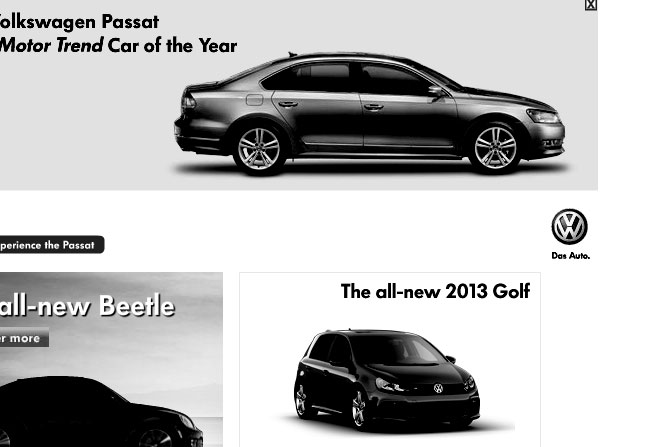 olkswagen Passat
Motor Trend Car of the Year
perience the Passat
Das Auto.
all-new Beetle
er more
The all-new 2013 Golf